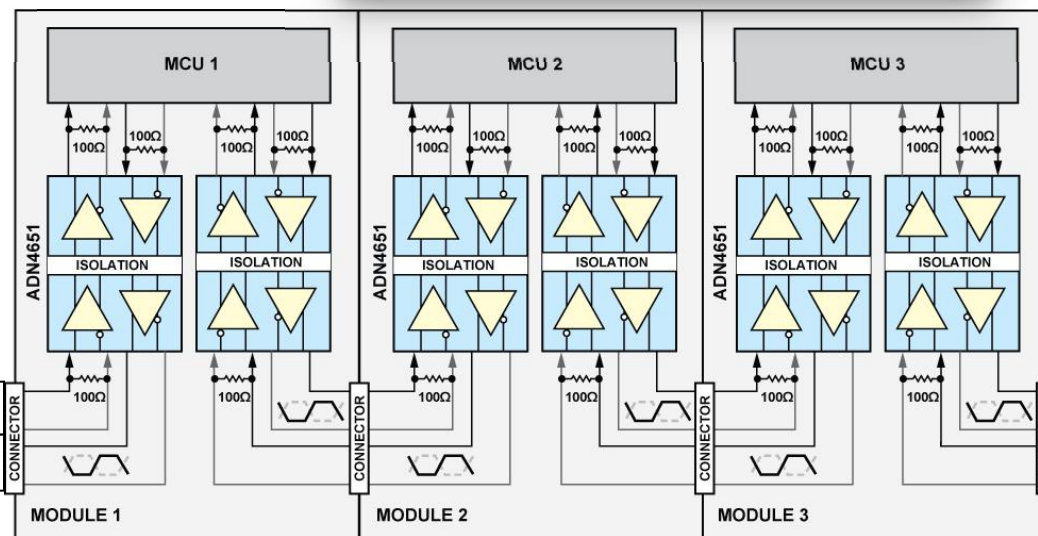 MCU 1
MCU 2
MCU 3
100Ω
100Ω
100Ω
100Ω
100Ω
100Ω
100Ω
100Ω
100Ω
100Ω
100Ω
100Ω
ADN4651
ISOLATION
ISOLATION
ADN4651
ISOLATION
ISOLATION
ADN4651
ISOLATION
ISOLATION
100Ω
100Ω
100Ω
100Ω
100Ω
100Ω
CONNECTOR
CONNECTOR
CONNECTOR
MODULE 1
MODULE 2
MODULE 3